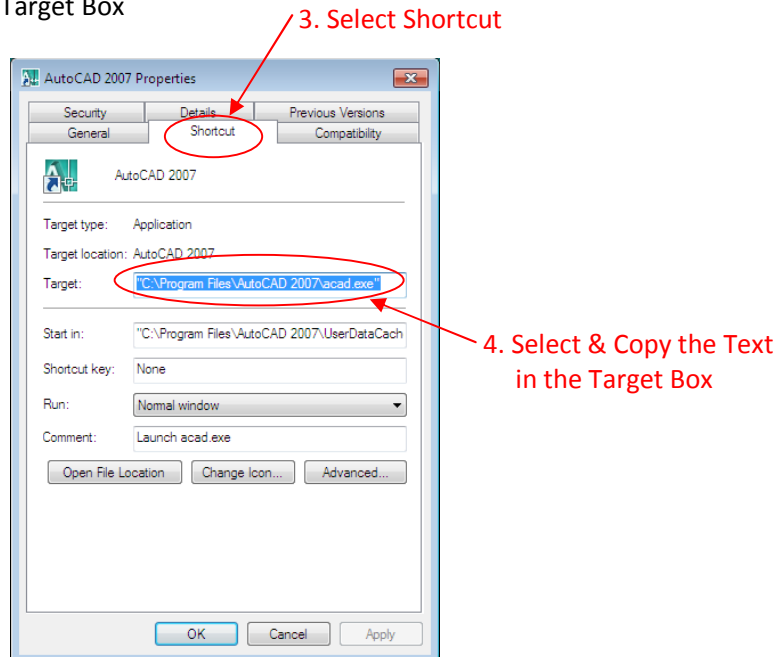 Target Box
3. Select Shortcut
AutoCAD 2007 Properties
Security Details Previous Versions
General Shortcut Compatibility
AutoCAD 2007
Target type: Application
Target location: AutoCAD 2007
Target: "C:\Program Files\AutoCAD 2007\acad.exe"
Start in: "C:\Program Files\AutoCAD 2007\UserDataCach
4. Select & Copy the Text
in the Target Box
Shortcut key: None
Run: Normal window
Comment: Launch acad.exe
Open File Location Change Icon... Advanced...
OK Cancel Apply